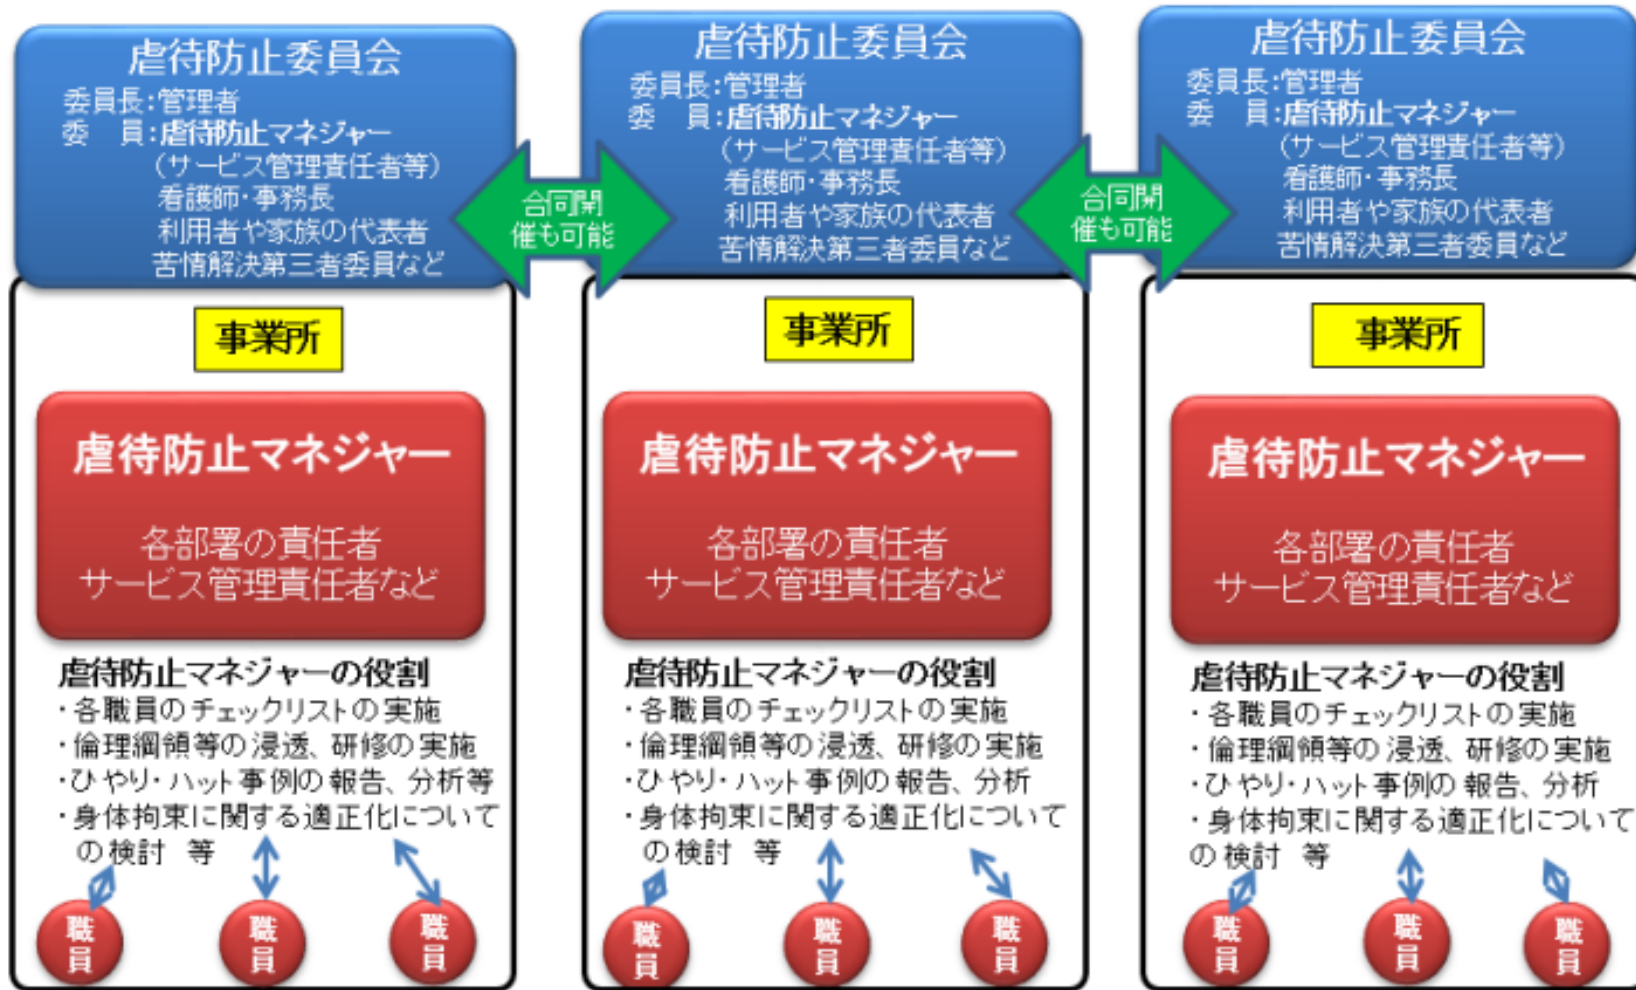 虐待防止委員会
委員長：管理者
委　員：虐待防止マネジャー
（サービス管理責任者等）
看護師・事務長
利用者や家族の代表者
苦情解決第三者委員など
合同開
催も可能
虐待防止委員会
委員長：管理者
委　員：虐待防止マネジャー
（サービス管理責任者等）
看護師・事務長
利用者や家族の代表者
苦情解決第三者委員など
合同開
催も可能
虐待防止委員会
委員長：管理者
委　員：虐待防止マネジャー
（サービス管理責任者等）
看護師・事務長
利用者や家族の代表者
苦情解決第三者委員など
事業所
虐待防止マネジャー
各部署の責任者
サービス管理責任者など
虐待防止マネジャーの役割
・各職員のチェックリストの実施
・倫理綱領等の浸透、研修の実施
・ひやり・ハット事例の報告、分析等
・身体拘束に関する適正化について
の検討　等
職員
職員
職員
事業所
虐待防止マネジャー
各部署の責任者
サービス管理責任者など
虐待防止マネジャーの役割
・各職員のチェックリストの実施
・倫理綱領等の浸透、研修の実施
・ひやり・ハット事例の報告、分析
・身体拘束に関する適正化について
の検討　等
職員
職員
職員
事業所
虐待防止マネジャー
各部署の責任者
サービス管理責任者など
虐待防止マネジャーの役割
・各職員のチェックリストの実施
・倫理綱領等の浸透、研修の実施
・ひやり・ハット事例の報告、分析
・身体拘束に関する適正化について
の検討　等
職員
職員
職員